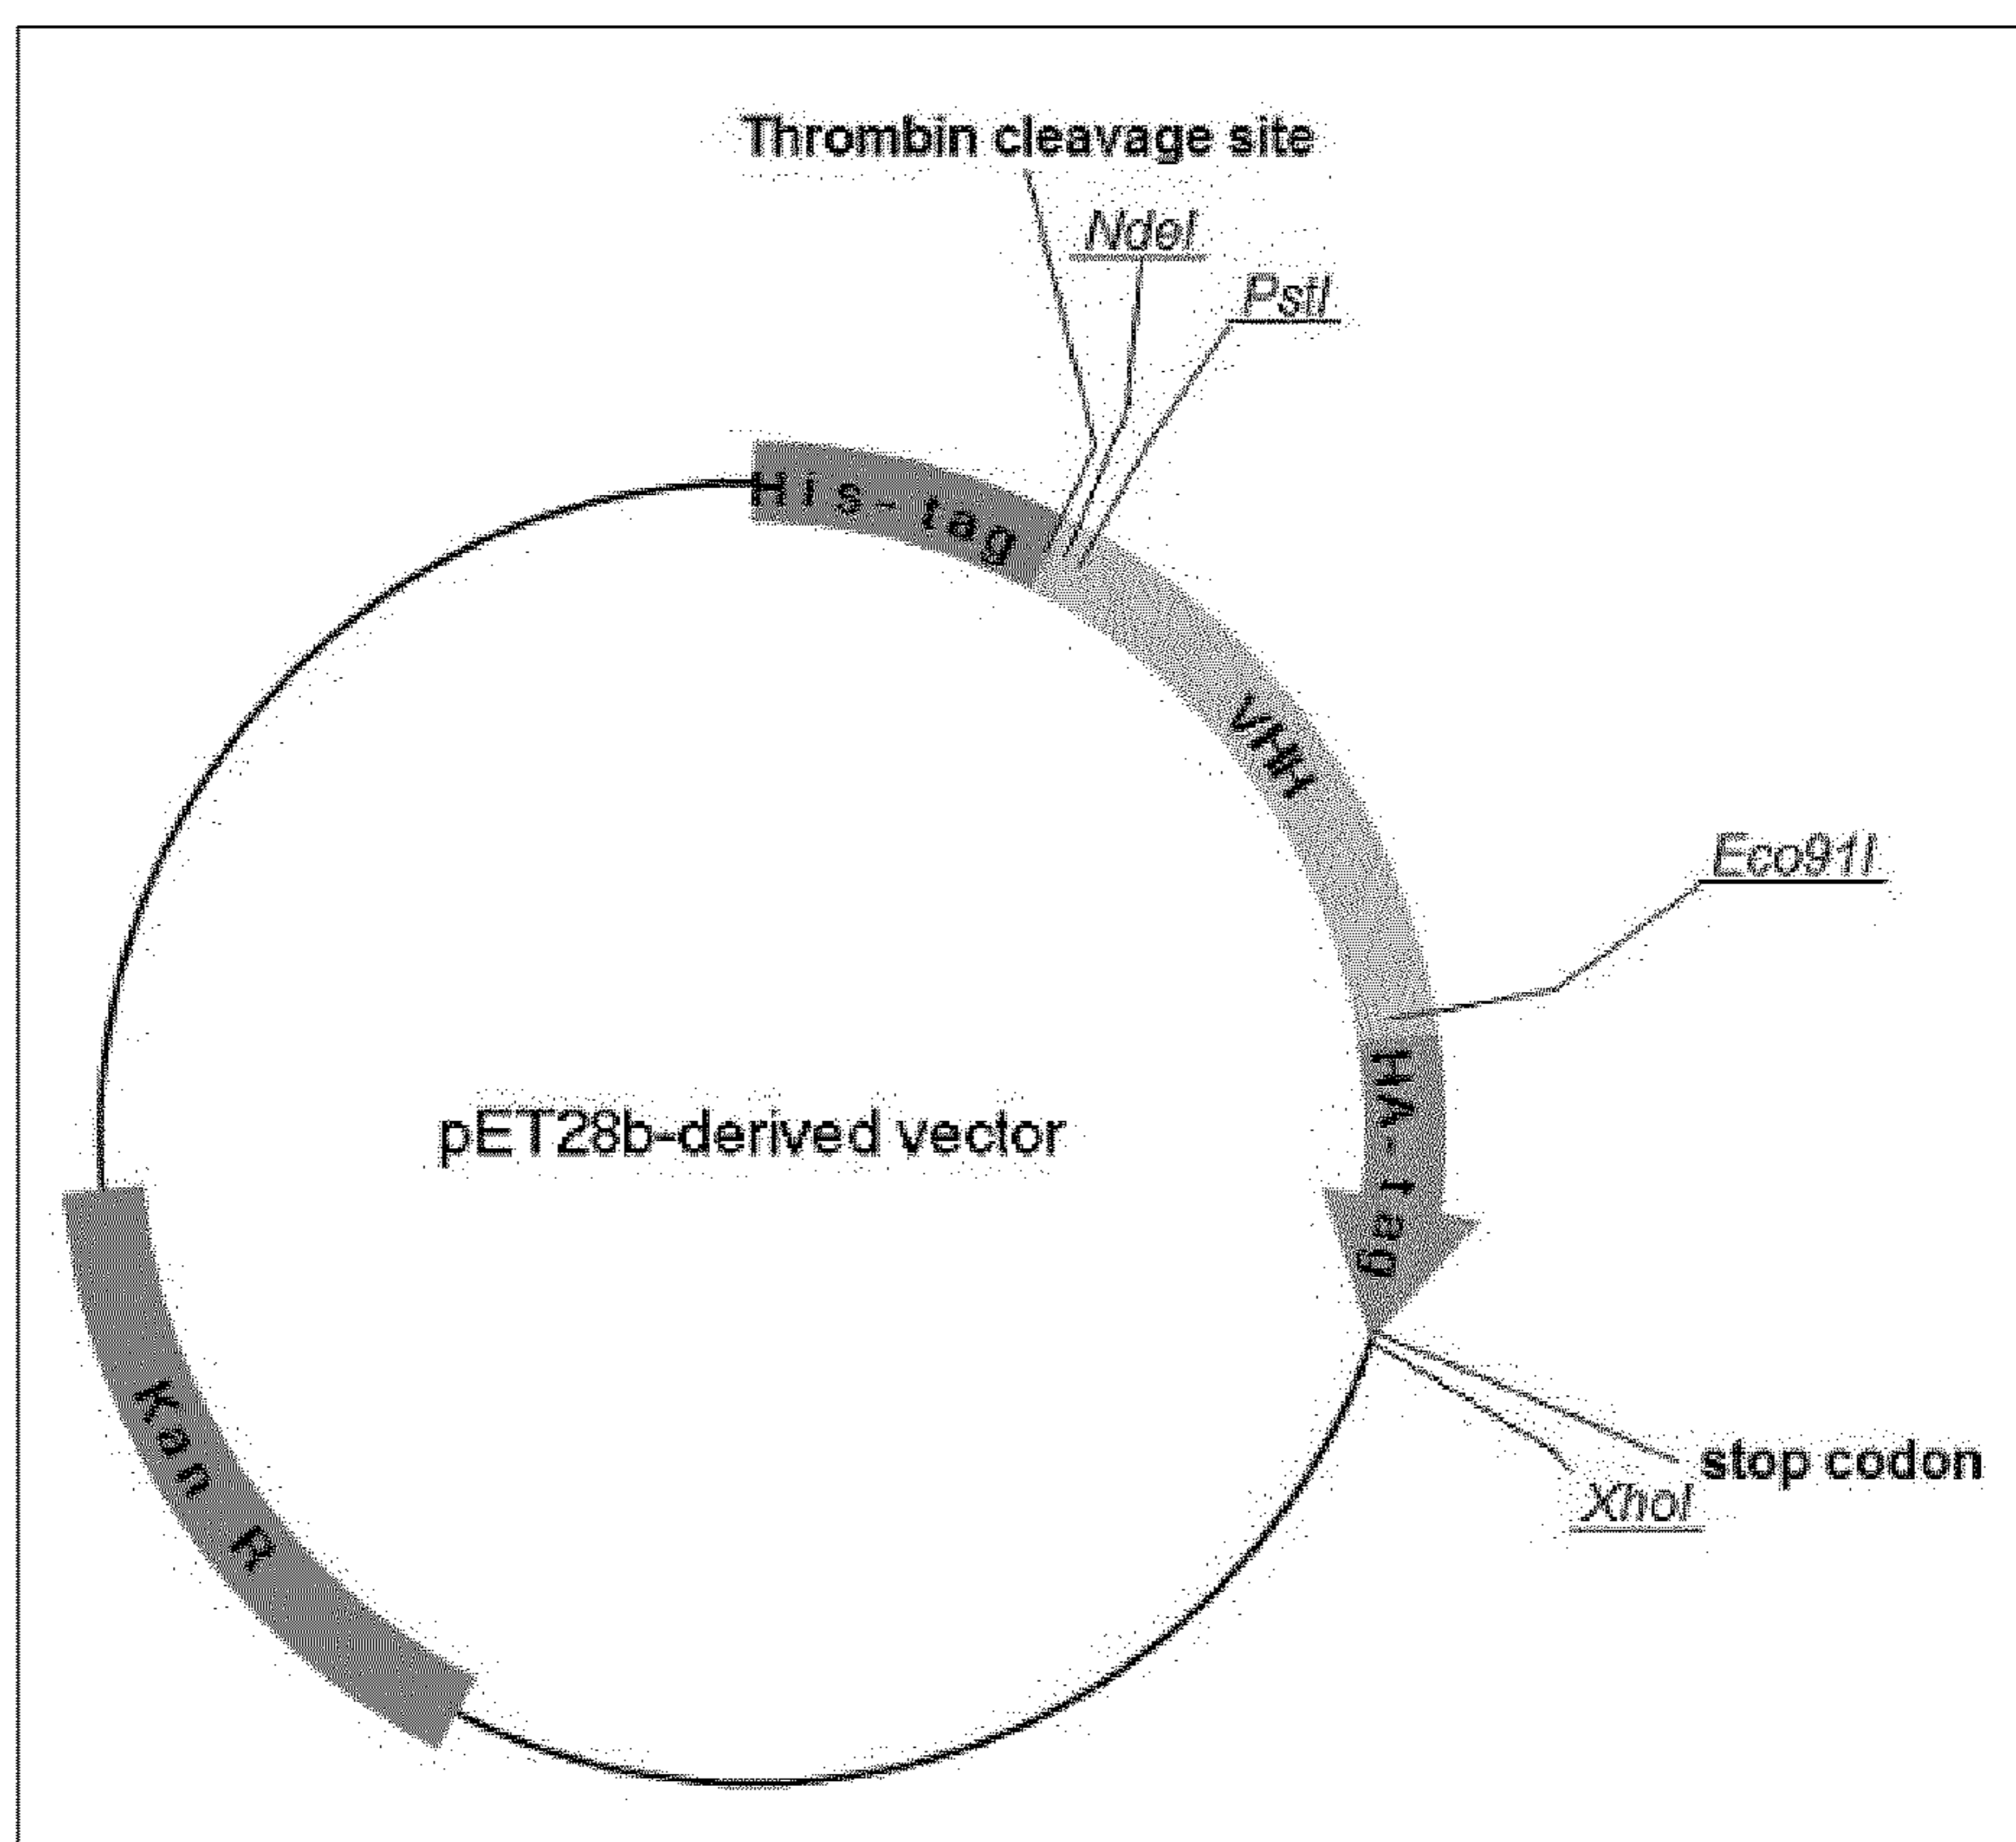 Thrombin cleavage site
NdeI
PstI
His-tag
VHH
Eco91I
HA-tag
pET28b-derived vector
Kan R
stop codon
XhoI